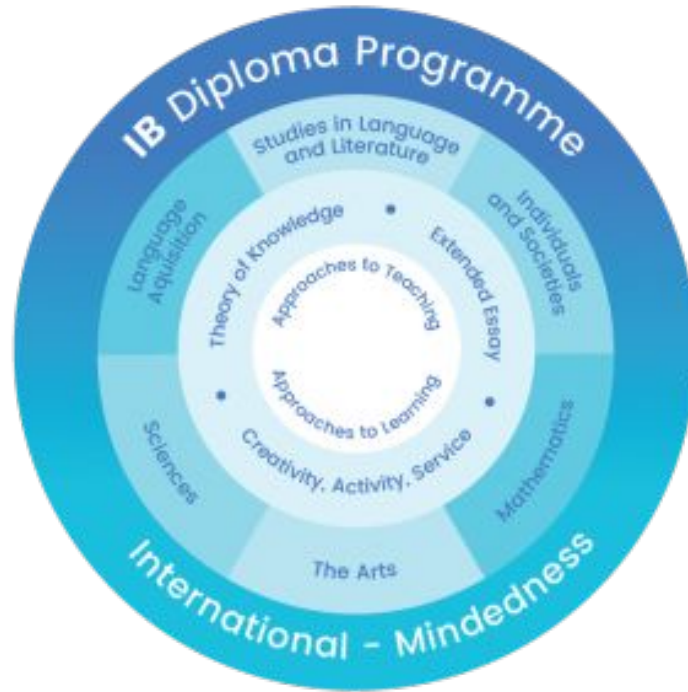 IB Diploma Programme
Studies in Language
and Literature
Individuals
and Societies
Mathematics
The Arts
Sciences
Language
Aquisition
Theory of Knowledge
Extended Essay
Creativity, Activity, Service
Approaches to Teaching
Approaches to Learning
International - Mindedness